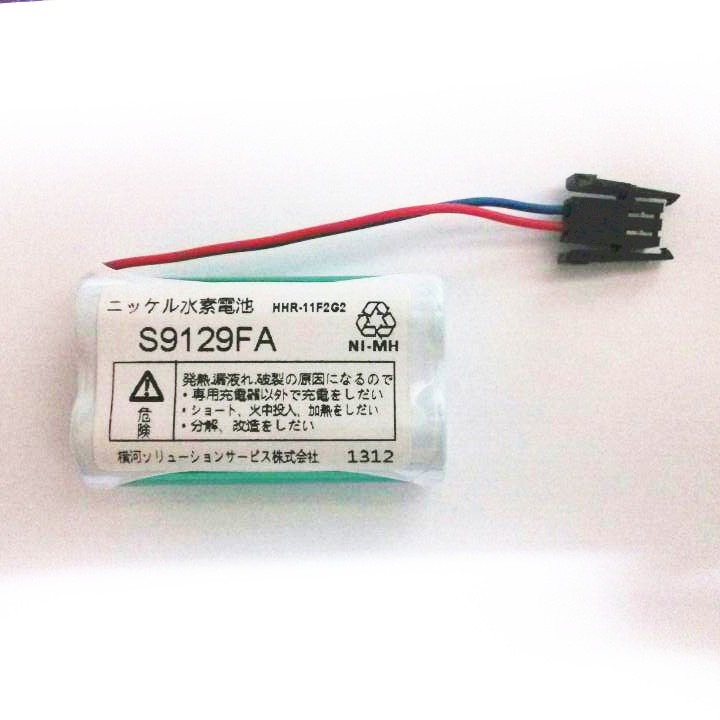 ニッケル水素電池 HHR-11F2G2
S9129FA
NI-MH
危険
発熱,漏液れ,破裂の原因になるので
・専用充電器以外で充電をしだい
・ショート、火中投入、加熱をしだい
・分解、改造をしだい
横河ソリューションサービス株式会社 1312